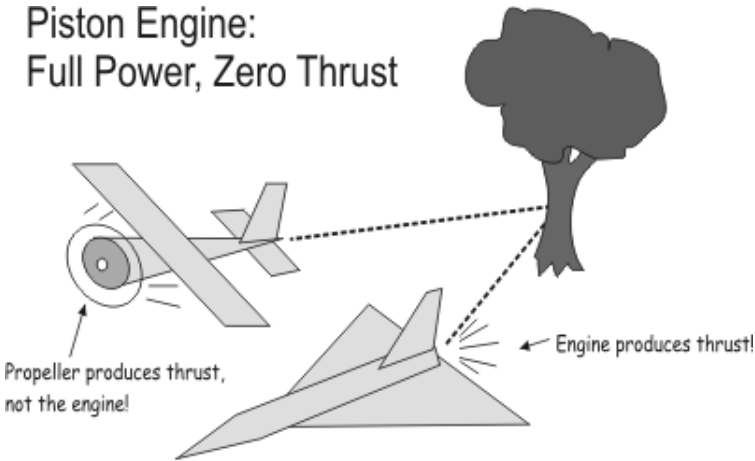 Piston Engine:
Full Power, Zero Thrust
Engine produces thrust!
Propeller produces thrust,
not the engine!